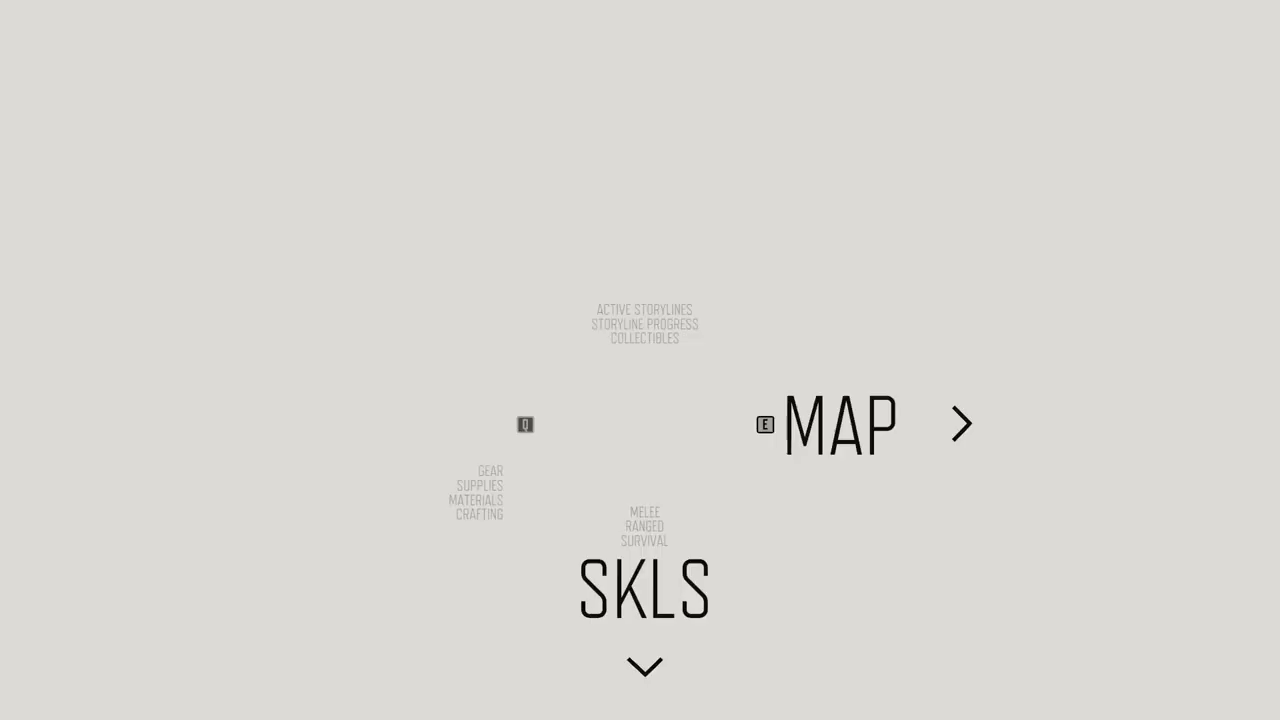 ACTIVE STORYLINES
STORYLINE PROGRESS
COLLECTIBLES
Q
E
MAP
GEAR
SUPPLIES
MATERIALS
CRAFTING
MELEE
RANGED
SURVIVAL
SKLS